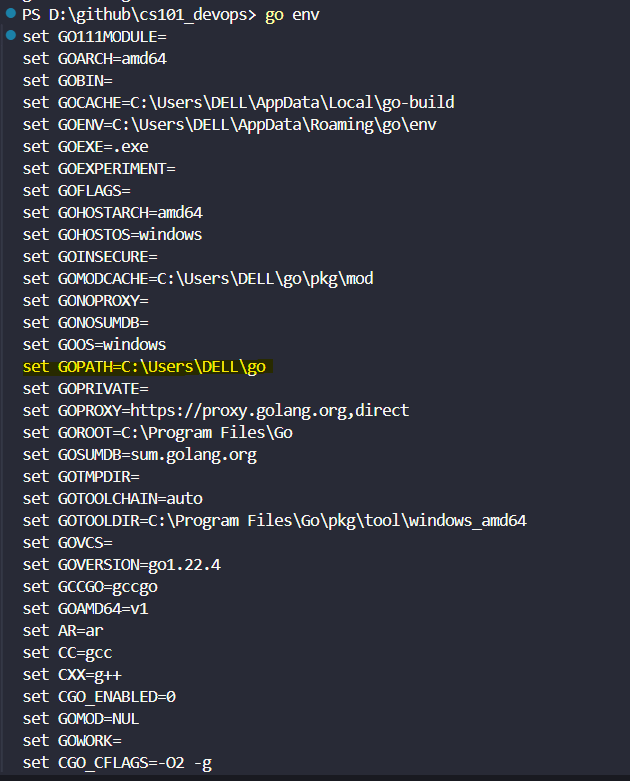 PS D:\github\cs101_devops> go env
set GO111MODULE=
set GOARCH=amd64
set GOBIN=
set GOCACHE=C:\Users\DELL\AppData\Local\go-build
set GOENV=C:\Users\DELL\AppData\Roaming\go\env
set GOEXE=.exe
set GOEXPERIMENT=
set GOFLAGS=
set GOHOSTARCH=amd64
set GOHOSTOS=windows
set GOINSECURE=
set GOMODCACHE=C:\Users\DELL\go\pkg\mod
set GONOPROXY=
set GONOSUMDB=
set GOOS=windows
set GOPATH=C:\Users\DELL\go
set GOPRIVATE=
set GOPROXY=https://proxy.golang.org,direct
set GOROOT=C:\Program Files\Go
set GOSUMDB=sum.golang.org
set GOTMPDIR=
set GOTOOLCHAIN=auto
set GOTOOLDIR=C:\Program Files\Go\pkg\tool\windows_amd64
set GOVCS=
set GOVERSION=go1.22.4
set GCCGO=gccgo
set GOAMD64=v1
set AR=ar
set CC=gcc
set CXX=g++
set CGO_ENABLED=0
set GOMOD=NUL
set GOWORK=
set CGO_CFLAGS=-O2 -g